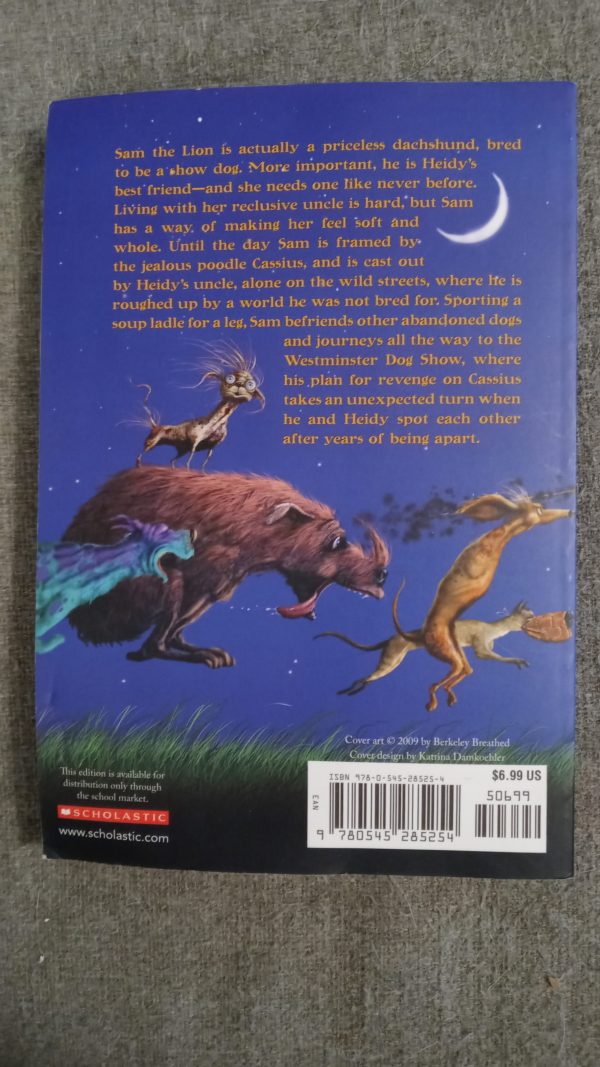 Sam the Lion is actually a priceless dachshund, bred
to be a show dog. More important, he is Heidy's
best friend—and she needs one like never before.
Living with her reclusive uncle is hard, but Sam
has a way of making her feel soft and
whole. Until the day Sam is framed by
the jealous poodle Cassius, and is cast out
by Heidy's uncle, alone on the wild streets, where he is
roughed up by a world he was not bred for. Sporting a
soup ladle for a leg, Sam befriends other abandoned dogs
and journeys all the way to the
Westminster Dog Show, where
his plan for revenge on Cassius
takes an unexpected turn when
he and Heidy spot each other
after years of being apart.
Cover art © 2009 by Berkeley Breathed
Cover design by Katrina Damkoehler
This edition is available for
distribution only through
the school market.
SCHOLASTIC
www.scholastic.com
ISBN 978-0-545-28525-4
$6.99 US
50699
EAN
9 780545 285254